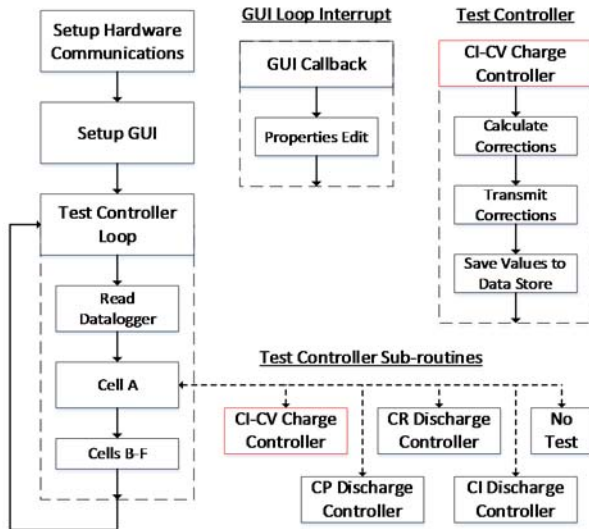 Setup Hardware
Communications
Setup GUI
Test Controller
Loop
Read
Datalogger
Cell A
Cells B-F
GUI Loop Interrupt
GUI Callback
Properties Edit
Test Controller
CI-CV Charge
Controller
Calculate
Corrections
Transmit
Corrections
Save Values to
Data Store
Test Controller Sub-routines
CI-CV Charge
Controller
CR Discharge
Controller
No
Test
CP Discharge
Controller
CI Discharge
Controller